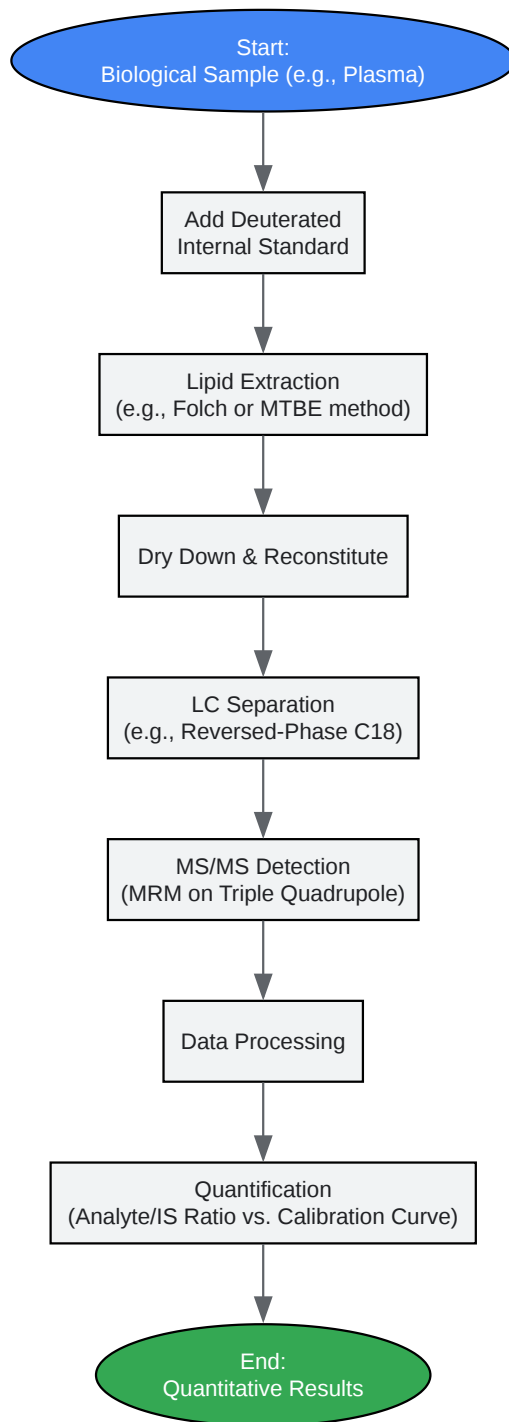 Start:
Biological Sample (e.g., Plasma)
Add Deuterated
Internal Standard
Lipid Extraction
(e.g., Folch or MTBE method)
Dry Down & Reconstitute
LC Separation
(e.g., Reversed-Phase C18)
MS/MS Detection
(MRM on Triple Quadrupole)
Data Processing
Quantification
(Analyte/IS Ratio vs. Calibration Curve)
End:
Quantitative Results